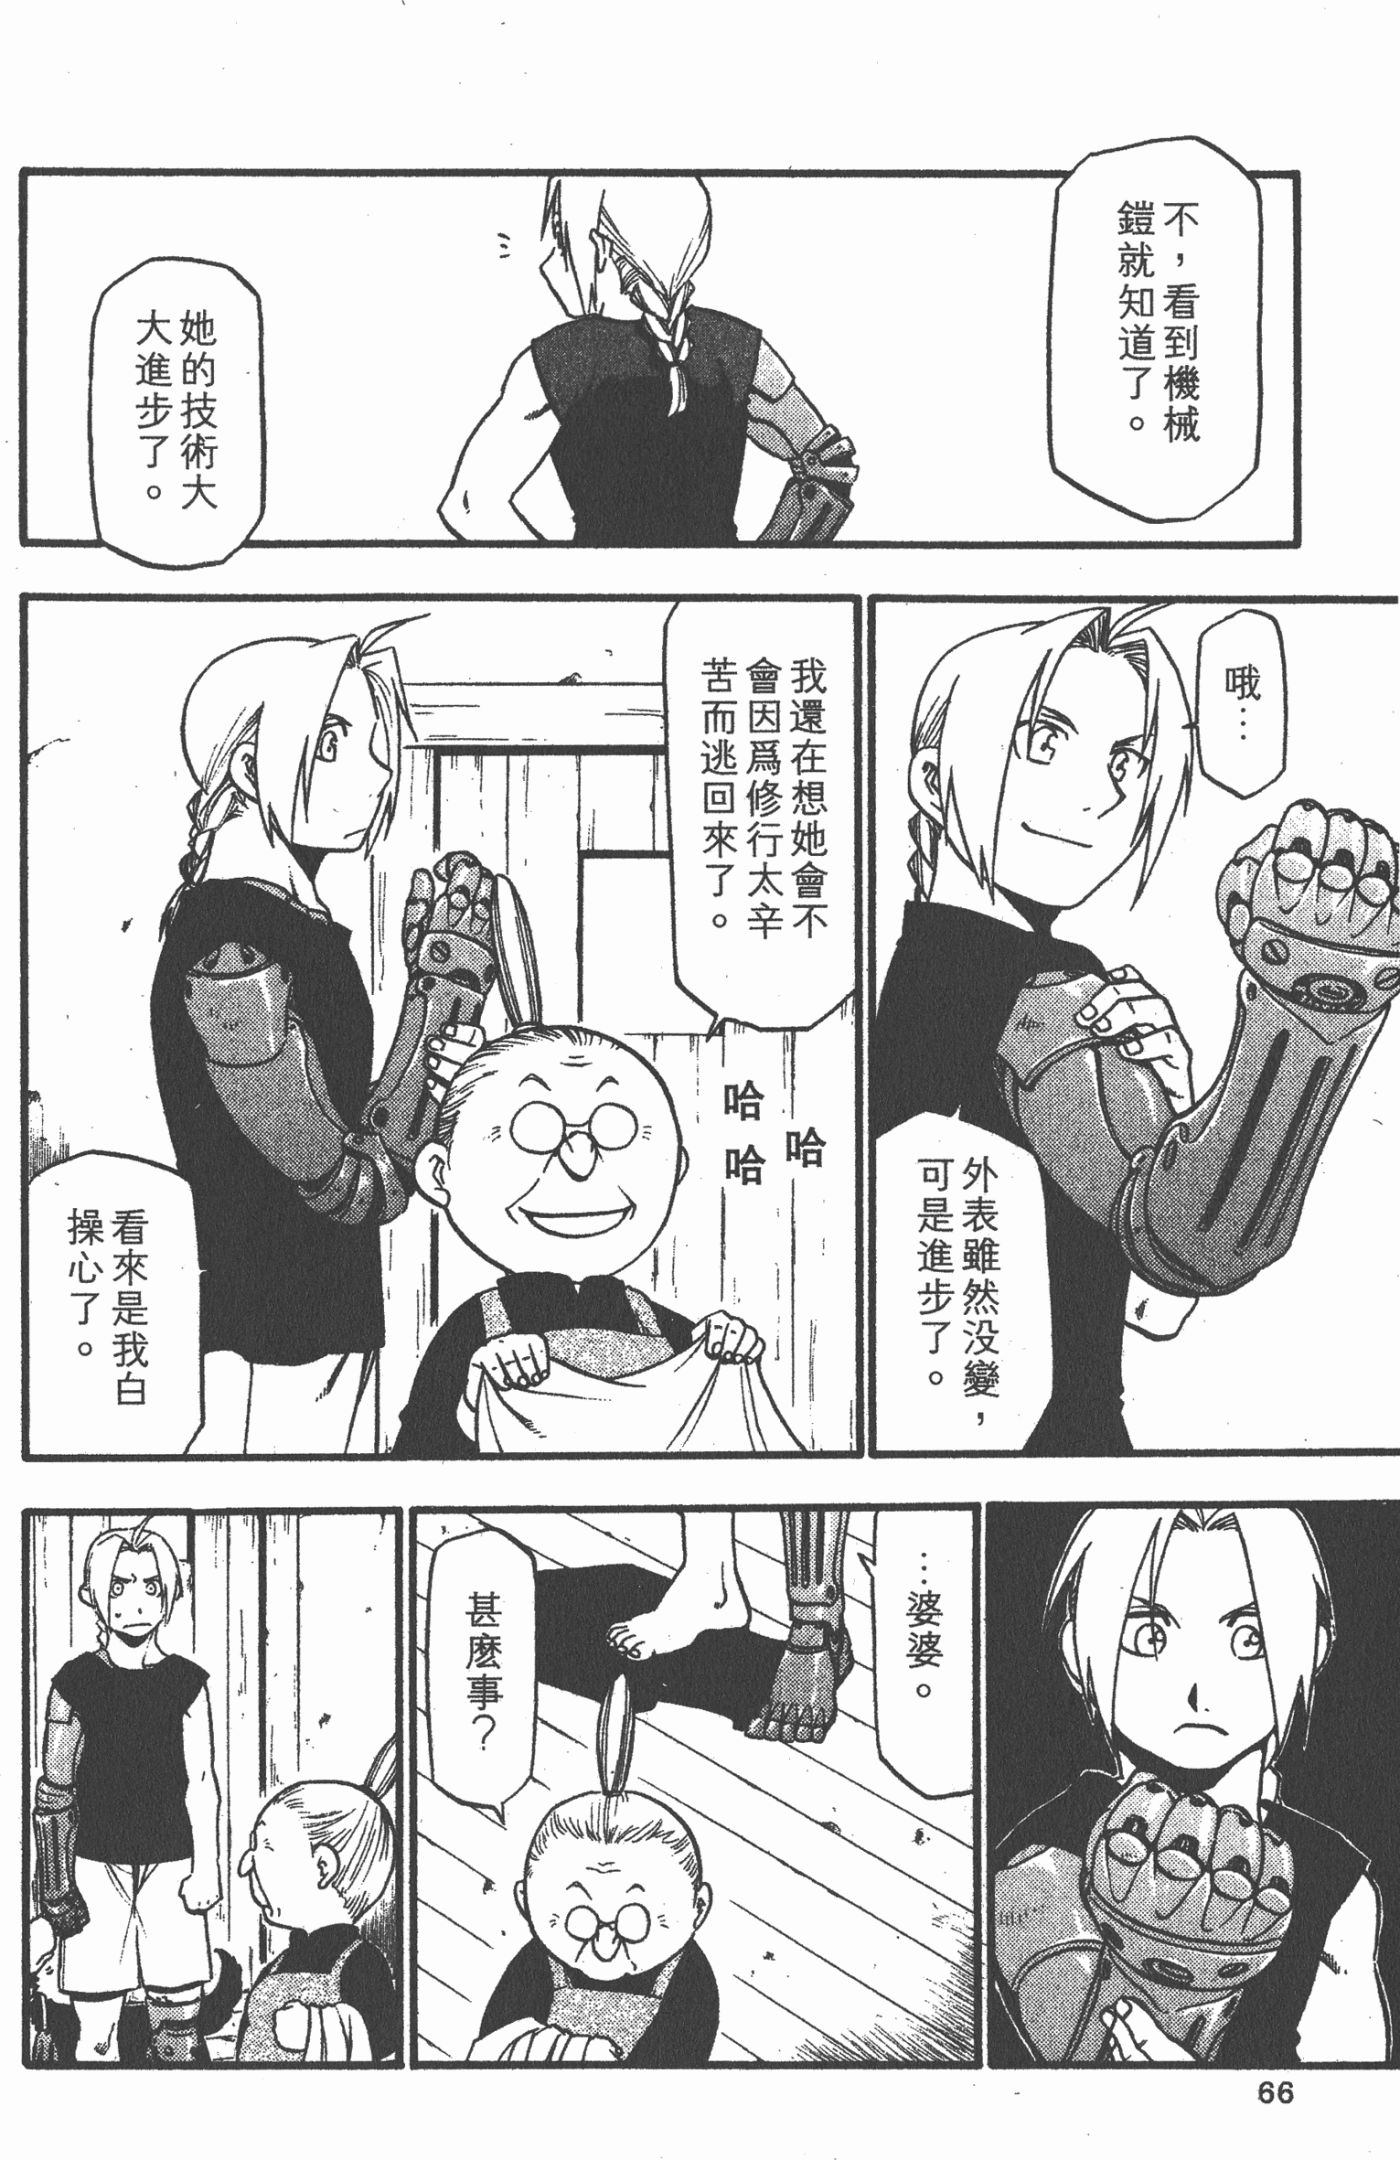 不，看到機械
鎧就知道了。
她的技術大
大進步了。
哦…
外表雖然没變，
可是進步了。
我還在想她會不
會因爲修行太辛
苦而逃回來了。
哈
哈
哈
看來是我白
操心了。
…婆婆。
甚麽事？
66